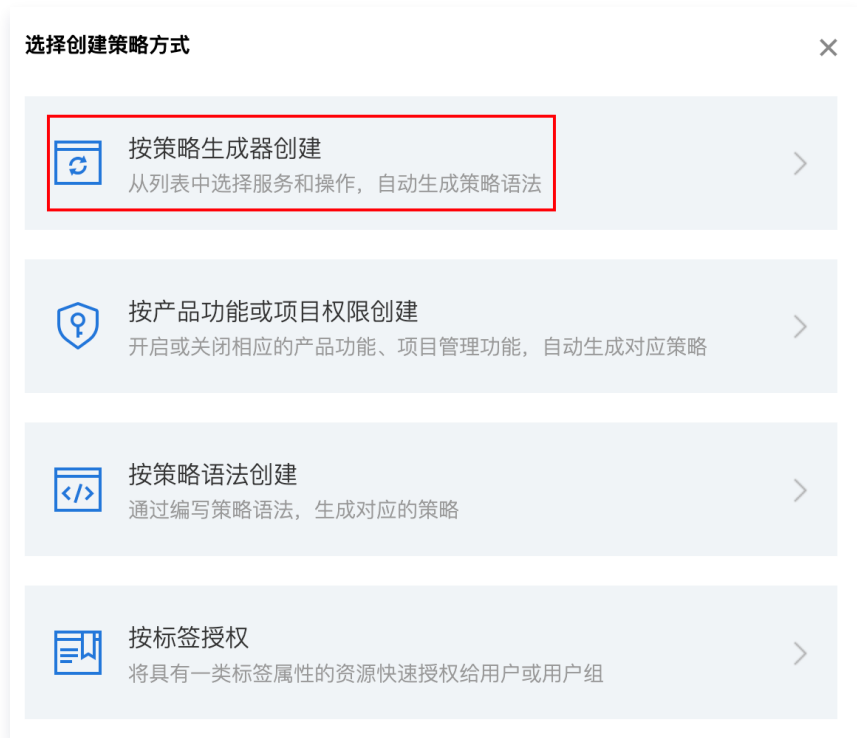 选择创建策略方式
按策略生成器创建
从列表中选择服务和操作，自动生成策略语法
按产品功能或项目权限创建
开启或关闭相应的产品功能、项目管理功能，自动生成对应策略
按策略语法创建
通过编写策略语法，生成对应的策略
按标签授权
将具有一类标签属性的资源快速授权给用户或用户组